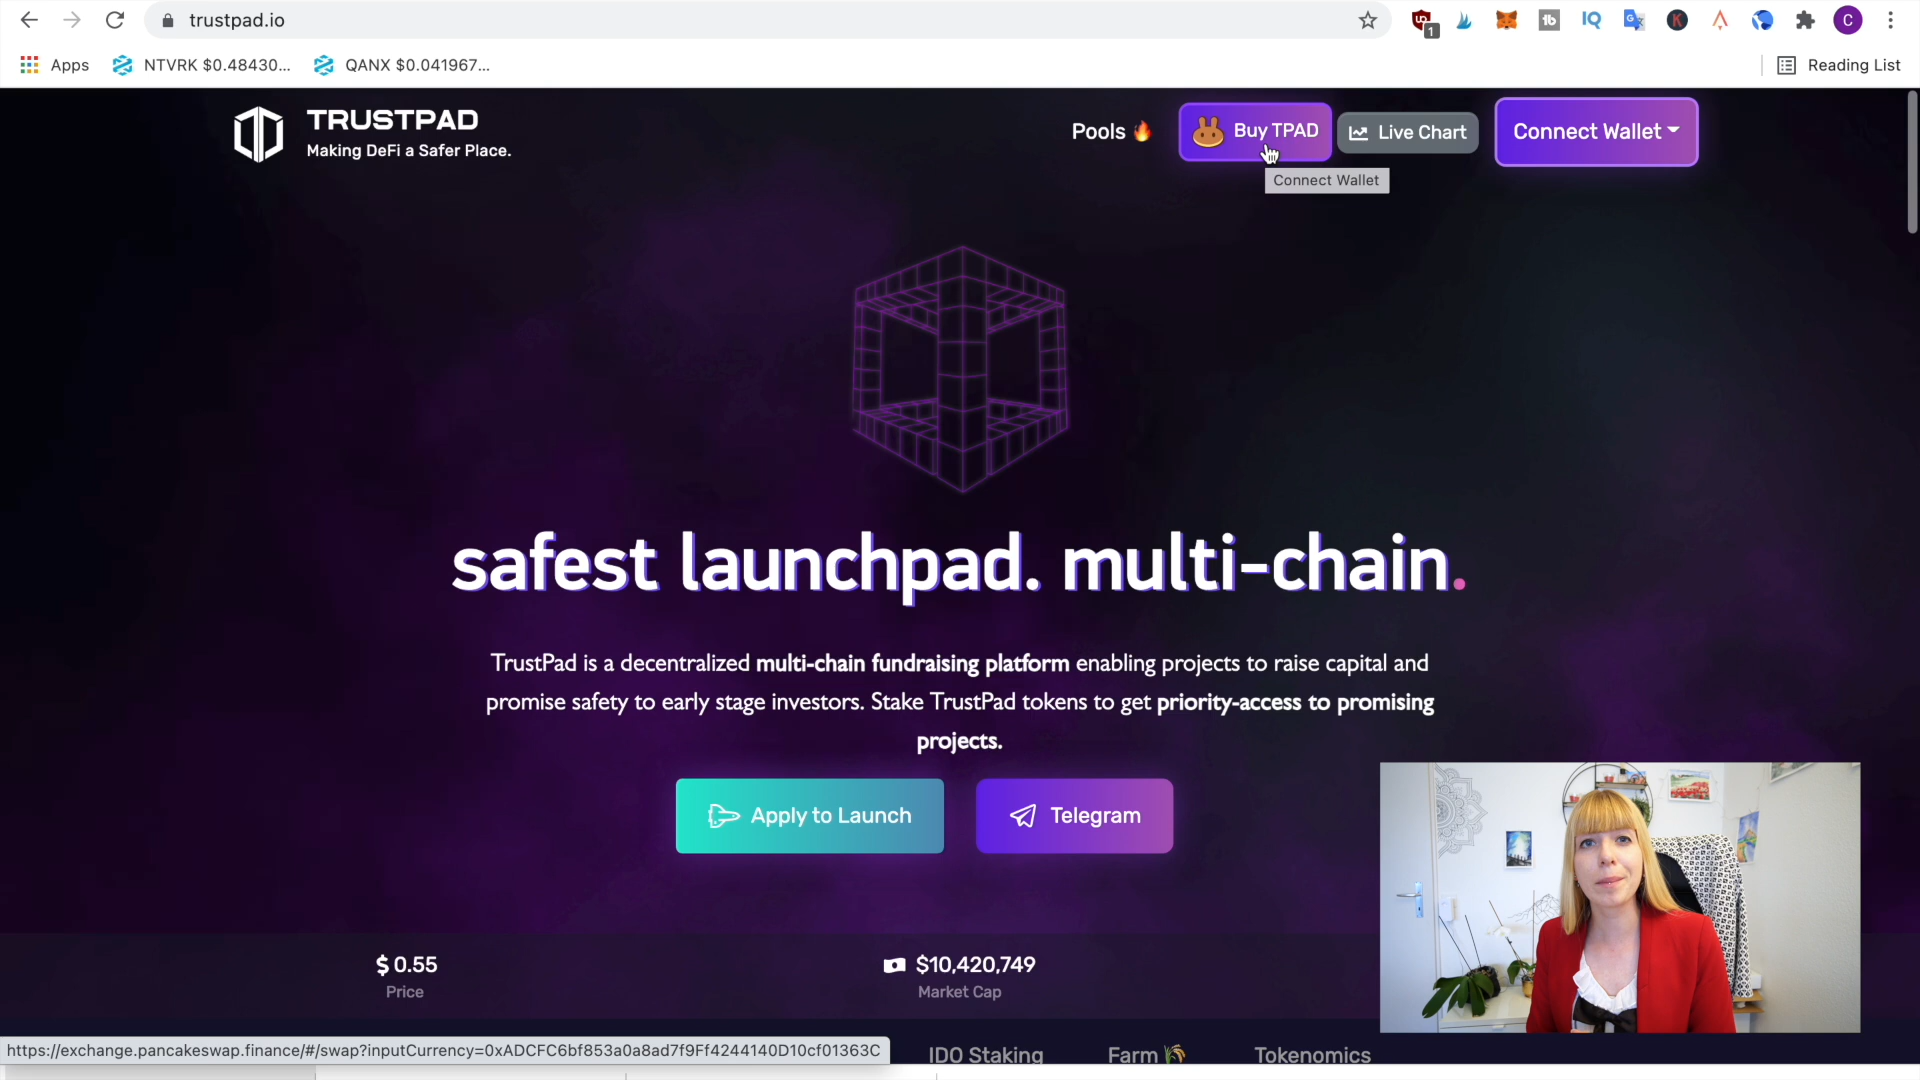 trustpad.io
1
C
Apps
NTVRK $0.48430...
QANX $0.041967...
Reading List
TRUSTPAD
Making DeFi a Safer Place.
Pools 🔥
Buy TPAD
Live Chart
Connect Wallet
Connect Wallet
safest launchpad. multi-chain.
TrustPad is a decentralized multi-chain fundraising platform enabling projects to raise capital and
promise safety to early stage investors. Stake TrustPad tokens to get priority-access to promising
projects.
Apply to Launch
Telegram
$ 0.55
Price
$10,420,749
Market Cap
https://exchange.pancakeswap.finance/#/swap?inputCurrency=0xADCFC6bf853a0a8ad7f9Ff4244140D10cf01363C
IDO Staking
Farm 🌾
Tokenomics